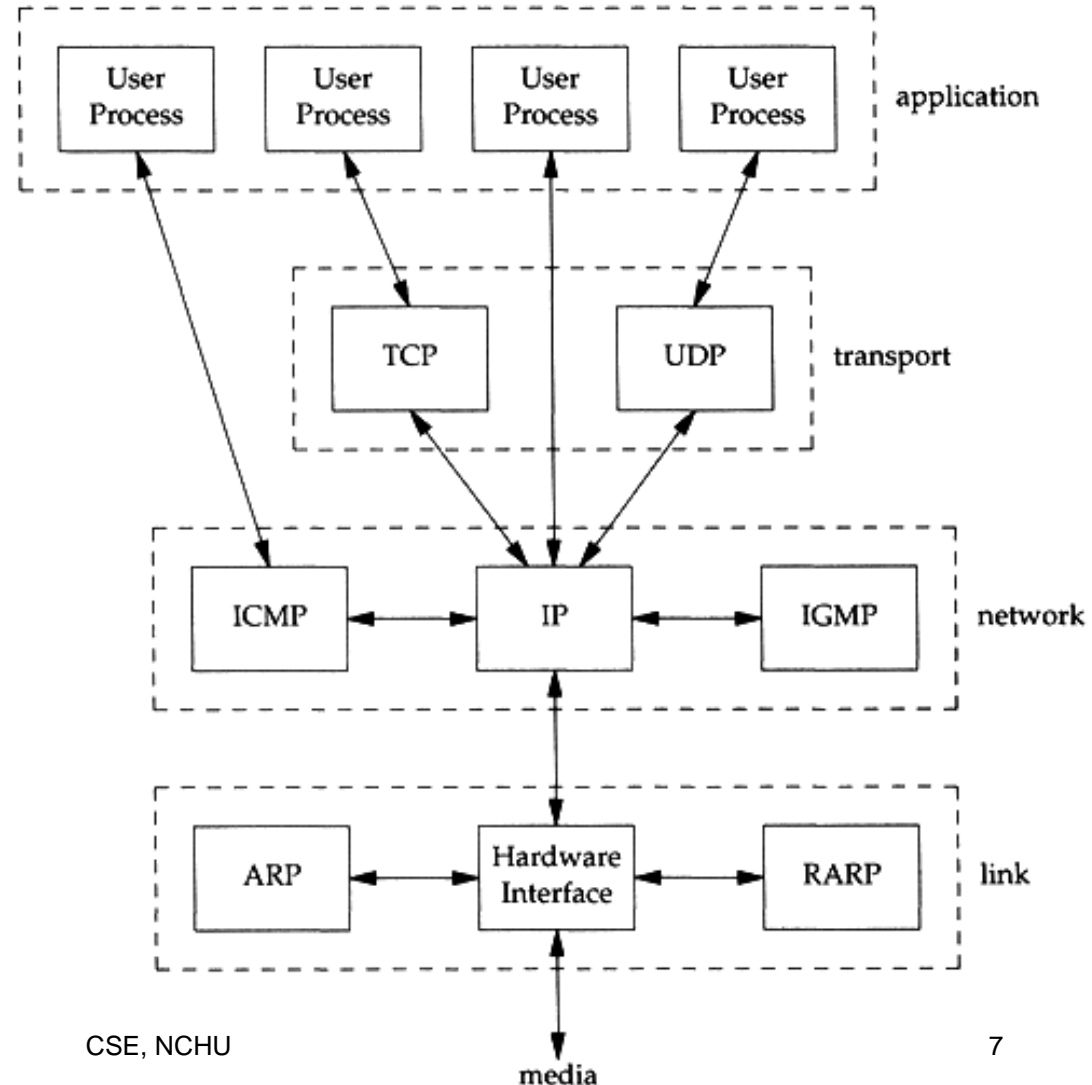 User
Process
User
Process
User
Process
User
Process
application
TCP
UDP
transport
ICMP
IP
IGMP
network
ARP
Hardware
Interface
RARP
link
CSE, NCHU
7
media